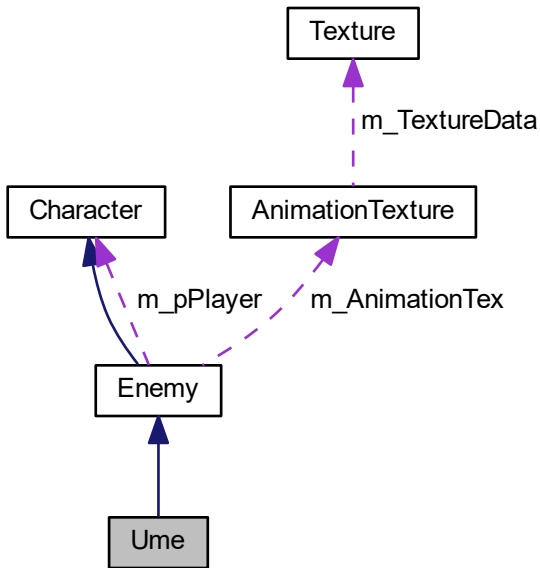 Texture
m_TextureData
Character
AnimationTexture
m_pPlayer
m_AnimationTex
Enemy
Ume